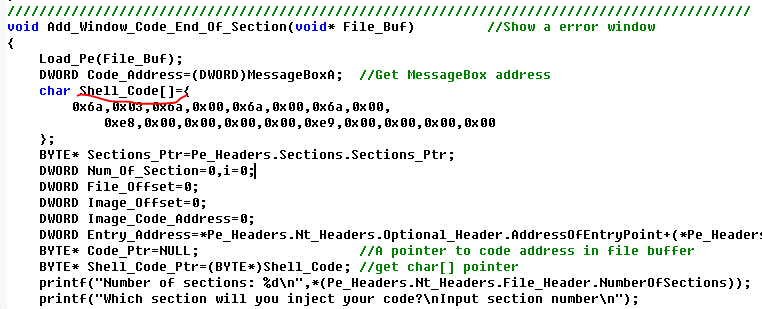 ////////////////////////////////////////////////////////////////////////////////////////////
void Add_Window_Code_End_Of_Section(void* File_Buf) //Show a error window
{
Load_Pe(File_Buf);
DWORD Code_Address=(DWORD)MessageBoxA; //Get MessageBox address
char Shell_Code[]={
0x6a,0x03,0x6a,0x00,0x6a,0x00,0x6a,0x00,
0xe8,0x00,0x00,0x00,0x00,0xe9,0x00,0x00,0x00,0x00
};
BYTE* Sections_Ptr=Pe_Headers.Sections.Sections_Ptr;
DWORD Num_Of_Section=0,i=0;
DWORD File_Offset=0;
DWORD Image_Offset=0;
DWORD Image_Code_Address=0;
DWORD Entry_Address=*Pe_Headers.Nt_Headers.Optional_Header.AddressOfEntryPoint+(*Pe_Headers
BYTE* Code_Ptr=NULL; //A pointer to code address in file buffer
BYTE* Shell_Code_Ptr=(BYTE*)Shell_Code; //get char[] pointer
printf("Number of sections: %d\n",*(Pe_Headers.Nt_Headers.File_Header.NumberOfSections));
printf("Which section will you inject your code?\nInput section number\n");